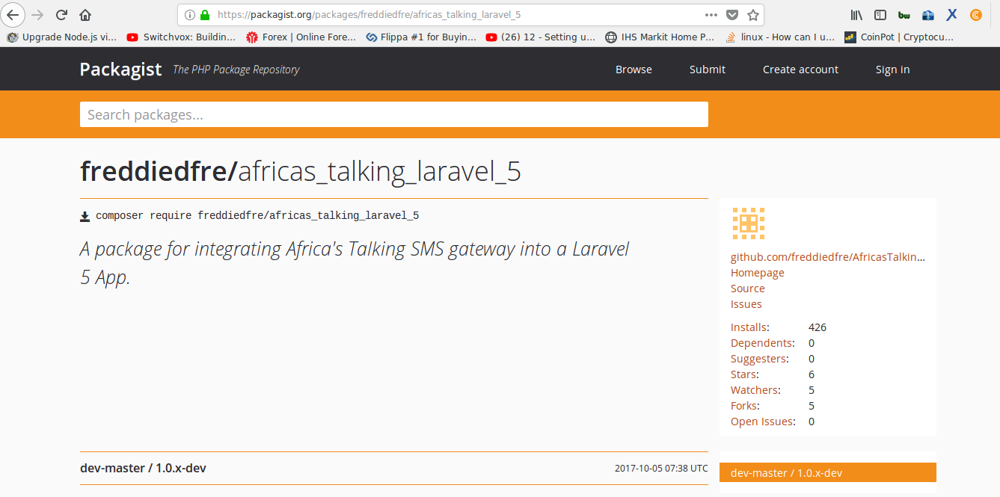 https://packagist.org/packages/freddiedfre/africas_talking_laravel_5
bw
X
C
Upgrade Node.js vi... Switchvox: Buildin... Forex | Online Fore... Flippa #1 for Buyin... (26) 12 - Setting u... IHS Markit Home P... linux - How can I u... CoinPot | Cryptocu...
Packagist The PHP Package Repository Browse Submit Create account Sign in
Search packages...
freddiedfre/africas_talking_laravel_5
composer require freddiedfre/africas_talking_laravel_5
A package for integrating Africa's Talking SMS gateway into a Laravel
5 App.
github.com/freddiedfre/AfricasTalkin...
Homepage
Source
Issues
Installs: 426
Dependents: 0
Suggesters: 0
Stars: 6
Watchers: 5
Forks: 5
Open Issues: 0
dev-master / 1.0.x-dev 2017-10-05 07:38 UTC
dev-master / 1.0.x-dev